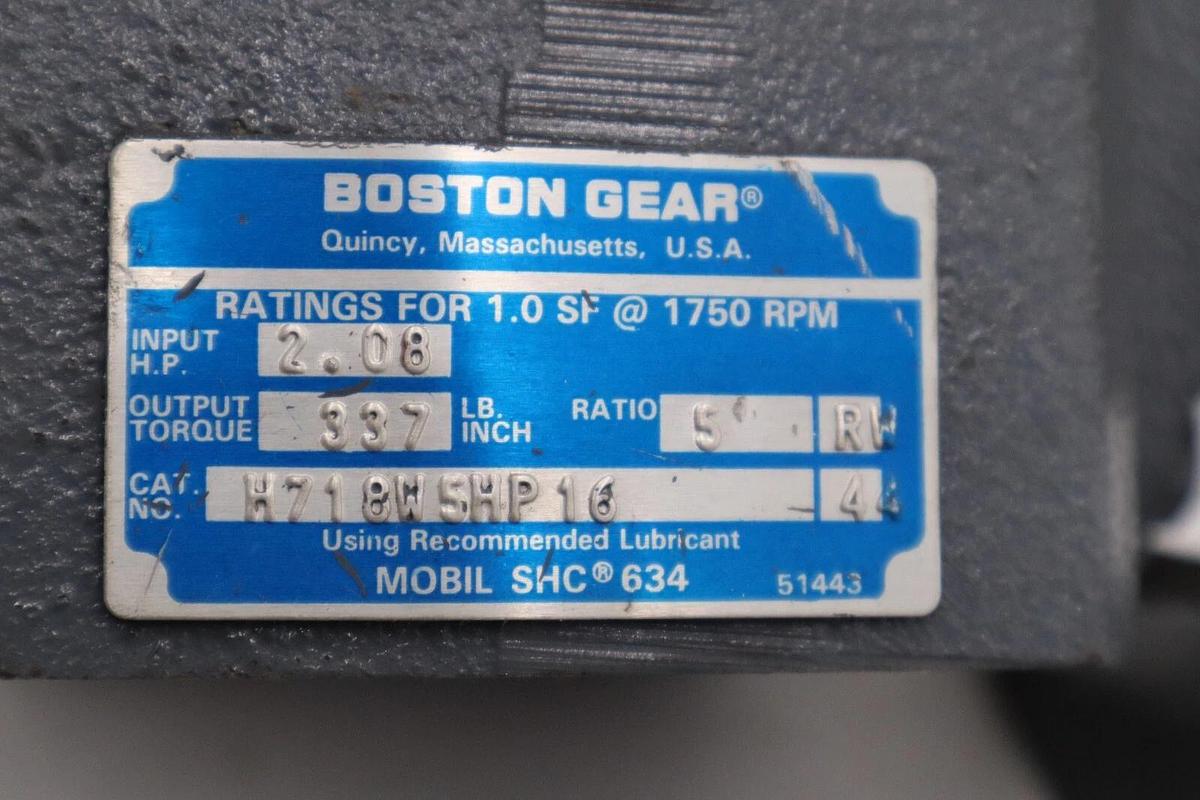 BOSTON GEAR®
Quincy, Massachusetts, U.S.A.
RATINGS FOR 1.0 SF @ 1750 RPM
INPUT H.P. 2.08
OUTPUT TORQUE 337 LB. INCH RATIO 5 RW
CAT. NO. H718W5HP16 44
Using Recommended Lubricant
MOBIL SHC® 634 51443